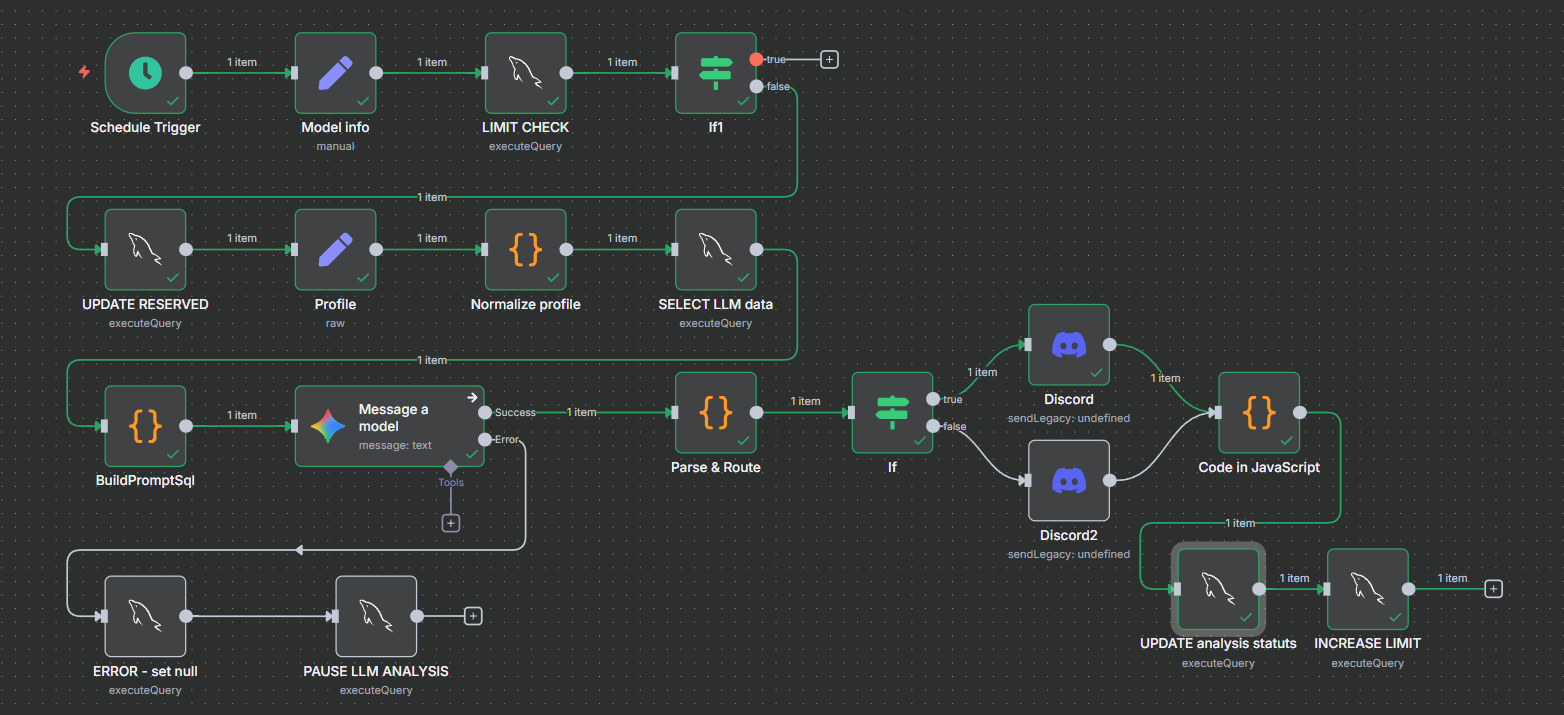 1 item
1 item
1 item
true
false
Schedule Trigger
Model info
manual
LIMIT CHECK
executeQuery
If1
1 item
1 item
1 item
1 item
UPDATE RESERVED
executeQuery
Profile
raw
Normalize profile
SELECT LLM data
executeQuery
1 item
1 item
BuildPromptSql
Message a
model
message: text
Success
Error
Tools
1 item
Parse & Route
1 item
If
true
false
1 item
Discord
sendLegacy: undefined
Discord2
sendLegacy: undefined
1 item
Code in JavaScript
1 item
ERROR - set null
executeQuery
PAUSE LLM ANALYSIS
executeQuery
UPDATE analysis statuts
executeQuery
1 item
INCREASE LIMIT
executeQuery
1 item